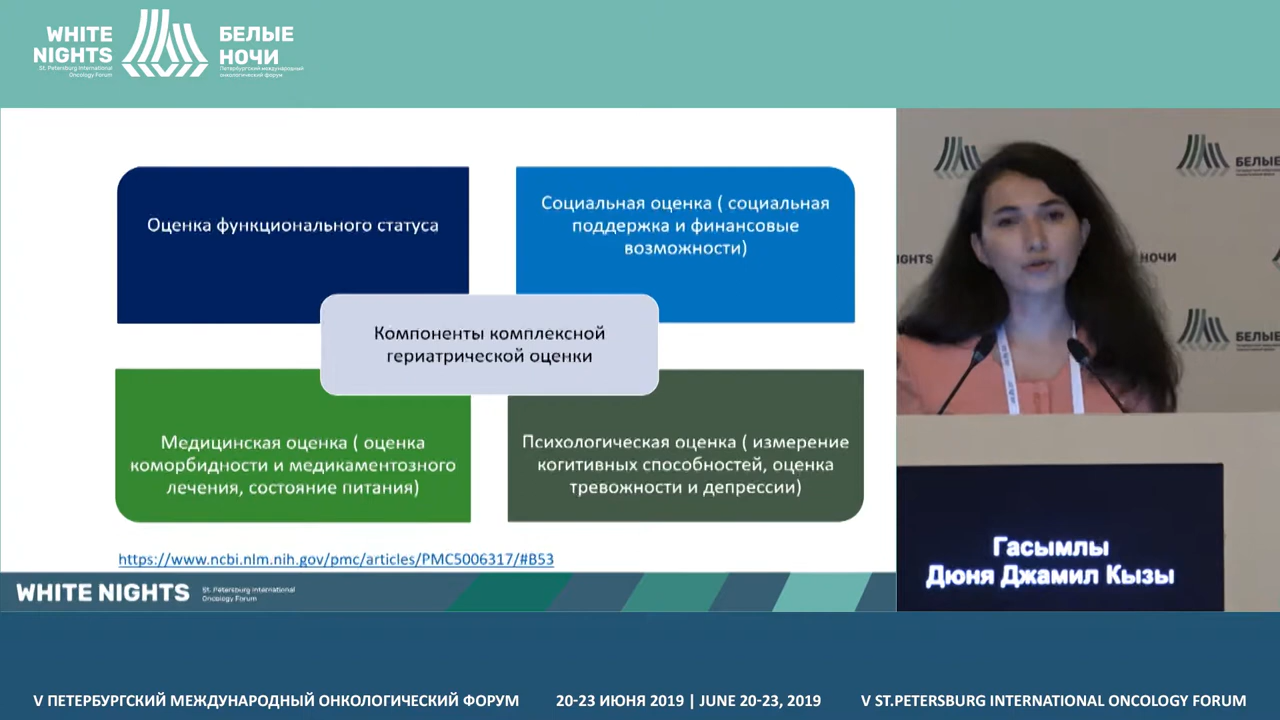 WHITE
NIGHTS
St. Petersburg International
Oncology Forum
БЕЛЫЕ
НОЧИ
Петербургский международный
онкологический форум
Оценка функционального статуса
Социальная оценка ( социальная
поддержка и финансовые
возможности)
Компоненты комплексной
гериатрической оценки
Медицинская оценка ( оценка
коморбидности и медикаментозного
лечения, состояние питания)
Психологическая оценка ( измерение
когитивных способностей, оценка
тревожности и депрессии)
https://www.ncbi.nlm.nih.gov/pmc/articles/PMC5006317/#B53
WHITE NIGHTS
St. Petersburg International
Oncology Forum
БЕЛЫЕ
NIGHTS
НОЧИ
БЕЛЫЕ
Гасымлы
Дюня Джамил Кызы
V ПЕТЕРБУРГСКИЙ МЕЖДУНАРОДНЫЙ ОНКОЛОГИЧЕСКИЙ ФОРУМ
20-23 ИЮНЯ 2019 | JUNE 20-23, 2019
V ST.PETERSBURG INTERNATIONAL ONCOLOGY FORUM